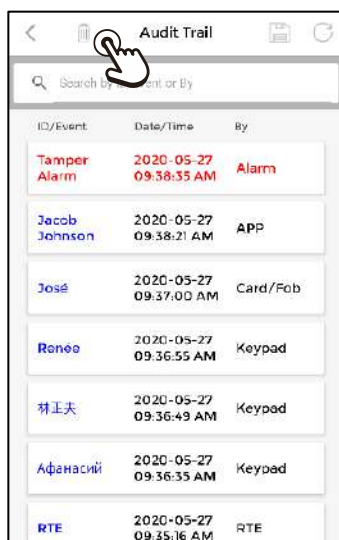 Audit Trail
Search by ID/Event or By
ID/Event Date/Time By
Tamper Alarm 2020-05-27 09:38:35 AM Alarm
Jacob Johnson 2020-05-27 09:38:21 AM APP
José 2020-05-27 09:37:00 AM Card/Fob
Renée 2020-05-27 09:36:55 AM Keypad
林正夫 2020-05-27 09:36:49 AM Keypad
Афанасий 2020-05-27 09:36:35 AM Keypad
RTE 2020-05-27 09:35:16 AM RTE